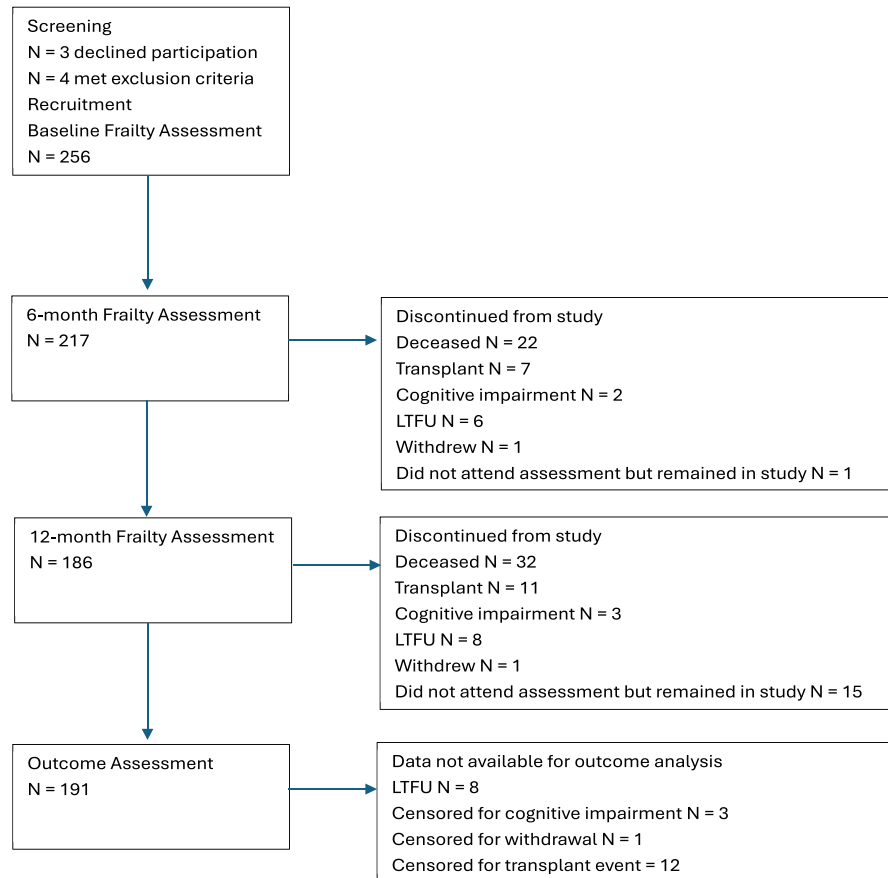 Screening
N = 3 declined participation
N = 4 met exclusion criteria
Recruitment
Baseline Frailty Assessment
N = 256
6-month Frailty Assessment
N = 217
Discontinued from study
Deceased N = 22
Transplant N = 7
Cognitive impairment N = 2
LTFU N = 6
Withdrew N = 1
Did not attend assessment but remained in study N = 1
12-month Frailty Assessment
N = 186
Discontinued from study
Deceased N = 32
Transplant N = 11
Cognitive impairment N = 3
LTFU N = 8
Withdrew N = 1
Did not attend assessment but remained in study N = 15
Outcome Assessment
N = 191
Data not available for outcome analysis
LTFU N = 8
Censored for cognitive impairment N = 3
Censored for withdrawal N = 1
Censored for transplant event = 12